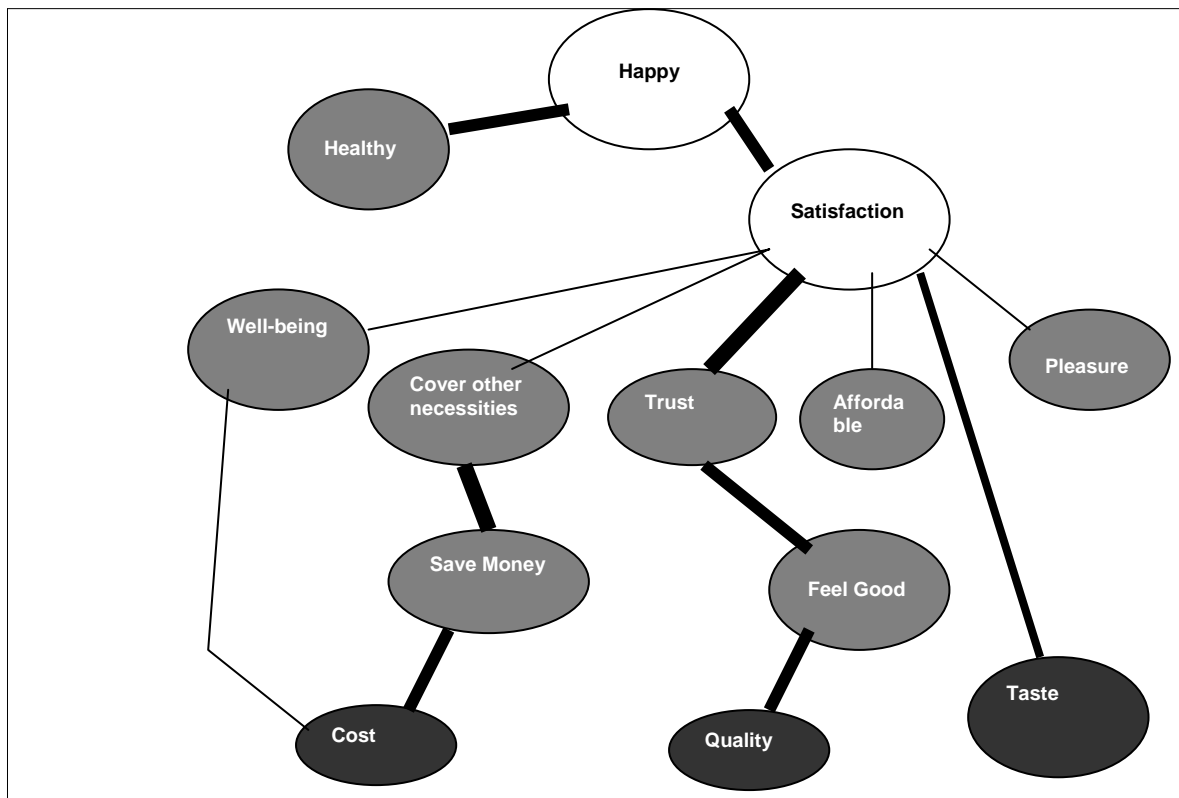 Happy
Healthy
Satisfaction
Well-being
Cover other
necessities
Trust
Afforda
ble
Pleasure
Save Money
Feel Good
Taste
Cost
Quality